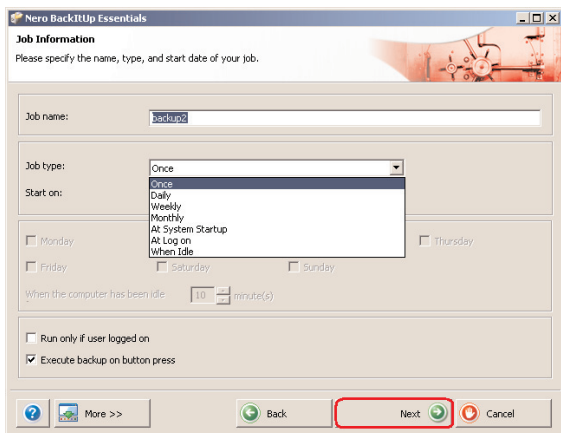 Nero BackItUp Essentials
Job Information
Please specify the name, type, and start date of your job.
Job name: backup2
Job type: Once
Once
Start on: Daily
Weekly
Monthly
At System Startup
At Log on
When Idle
Monday Thursday
Friday Saturday Sunday
When the computer has been idle 10 minute(s)
Run only if user logged on
Execute backup on button press
? More >> Back Next Cancel